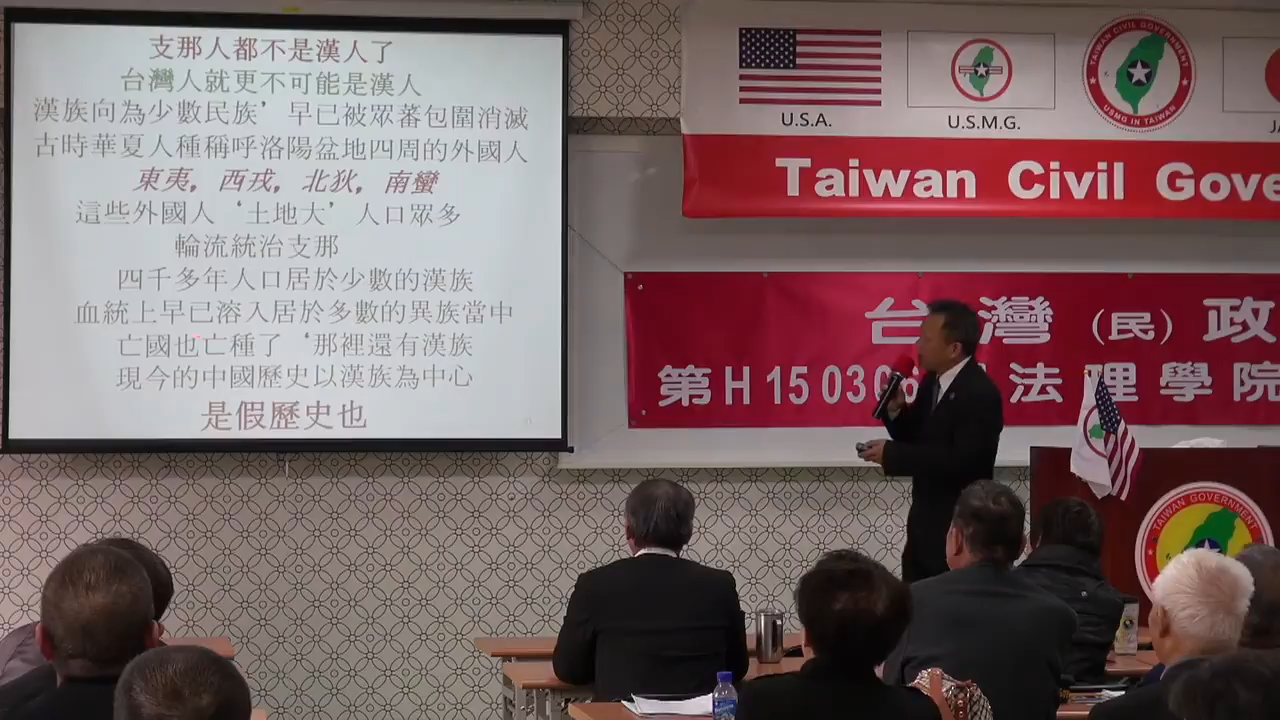 支那人都不是漢人了
台灣人就更不可能是漢人
漢族向為少數民族’早已被眾蕃包圍消滅
古時華夏人種稱呼洛陽盆地四周的外國人
東夷，西戎，北狄，南蠻
這些外國人‘土地大’人口眾多
輪流統治支那
四千多年人口居於少數的漢族
血統上早已溶入居於多數的異族當中
亡國也亡種了‘那裡還有漢族
現今的中國歷史以漢族為中心
是假歷史也
U.S.A.
U.S.M.G.
TAIWAN CIVIL GOVERNMENT
USMG IN TAIWAN
Taiwan Civil Gove
台灣（民）政
第H 15 0306 法理學院
TAIWAN GOVERNMENT